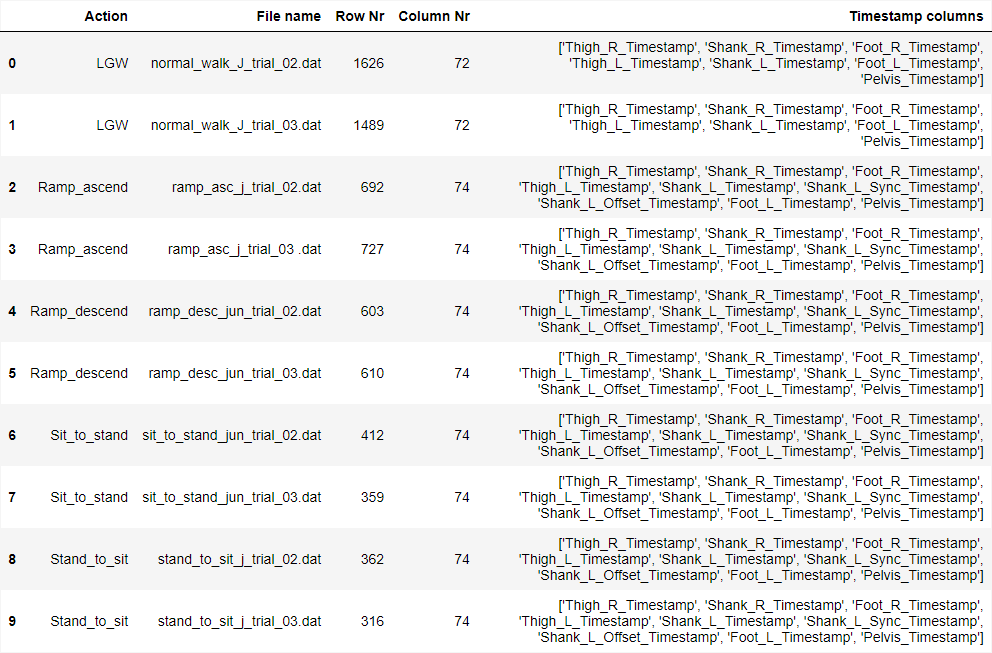 Action File name Row Nr Column Nr Timestamp columns
['Thigh_R_Timestamp', 'Shank_R_Timestamp', 'Foot_R_Timestamp',
0 LGW normal_walk_J_trial_02.dat 1626 72 'Thigh_L_Timestamp', 'Shank_L_Timestamp', 'Foot_L_Timestamp',
'Pelvis_Timestamp']
['Thigh_R_Timestamp', 'Shank_R_Timestamp', 'Foot_R_Timestamp',
1 LGW normal_walk_J_trial_03.dat 1489 72 'Thigh_L_Timestamp', 'Shank_L_Timestamp', 'Foot_L_Timestamp',
'Pelvis_Timestamp']
['Thigh_R_Timestamp', 'Shank_R_Timestamp', 'Foot_R_Timestamp',
2 Ramp_ascend ramp_asc_j_trial_02.dat 692 74 'Thigh_L_Timestamp', 'Shank_L_Timestamp', 'Shank_L_Sync_Timestamp',
'Shank_L_Offset_Timestamp', 'Foot_L_Timestamp', 'Pelvis_Timestamp']
['Thigh_R_Timestamp', 'Shank_R_Timestamp', 'Foot_R_Timestamp',
3 Ramp_ascend ramp_asc_j_trial_03 .dat 727 74 'Thigh_L_Timestamp', 'Shank_L_Timestamp', 'Shank_L_Sync_Timestamp',
'Shank_L_Offset_Timestamp', 'Foot_L_Timestamp', 'Pelvis_Timestamp']
['Thigh_R_Timestamp', 'Shank_R_Timestamp', 'Foot_R_Timestamp',
4 Ramp_descend ramp_desc_jun_trial_02.dat 603 74 'Thigh_L_Timestamp', 'Shank_L_Timestamp', 'Shank_L_Sync_Timestamp',
'Shank_L_Offset_Timestamp', 'Foot_L_Timestamp', 'Pelvis_Timestamp']
['Thigh_R_Timestamp', 'Shank_R_Timestamp', 'Foot_R_Timestamp',
5 Ramp_descend ramp_desc_jun_trial_03.dat 610 74 'Thigh_L_Timestamp', 'Shank_L_Timestamp', 'Shank_L_Sync_Timestamp',
'Shank_L_Offset_Timestamp', 'Foot_L_Timestamp', 'Pelvis_Timestamp']
['Thigh_R_Timestamp', 'Shank_R_Timestamp', 'Foot_R_Timestamp',
6 Sit_to_stand sit_to_stand_jun_trial_02.dat 412 74 'Thigh_L_Timestamp', 'Shank_L_Timestamp', 'Shank_L_Sync_Timestamp',
'Shank_L_Offset_Timestamp', 'Foot_L_Timestamp', 'Pelvis_Timestamp']
['Thigh_R_Timestamp', 'Shank_R_Timestamp', 'Foot_R_Timestamp',
7 Sit_to_stand sit_to_stand_jun_trial_03.dat 359 74 'Thigh_L_Timestamp', 'Shank_L_Timestamp', 'Shank_L_Sync_Timestamp',
'Shank_L_Offset_Timestamp', 'Foot_L_Timestamp', 'Pelvis_Timestamp']
['Thigh_R_Timestamp', 'Shank_R_Timestamp', 'Foot_R_Timestamp',
8 Stand_to_sit stand_to_sit_j_trial_02.dat 362 74 'Thigh_L_Timestamp', 'Shank_L_Timestamp', 'Shank_L_Sync_Timestamp',
'Shank_L_Offset_Timestamp', 'Foot_L_Timestamp', 'Pelvis_Timestamp']
['Thigh_R_Timestamp', 'Shank_R_Timestamp', 'Foot_R_Timestamp',
9 Stand_to_sit stand_to_sit_j_trial_03.dat 316 74 'Thigh_L_Timestamp', 'Shank_L_Timestamp', 'Shank_L_Sync_Timestamp',
'Shank_L_Offset_Timestamp', 'Foot_L_Timestamp', 'Pelvis_Timestamp']